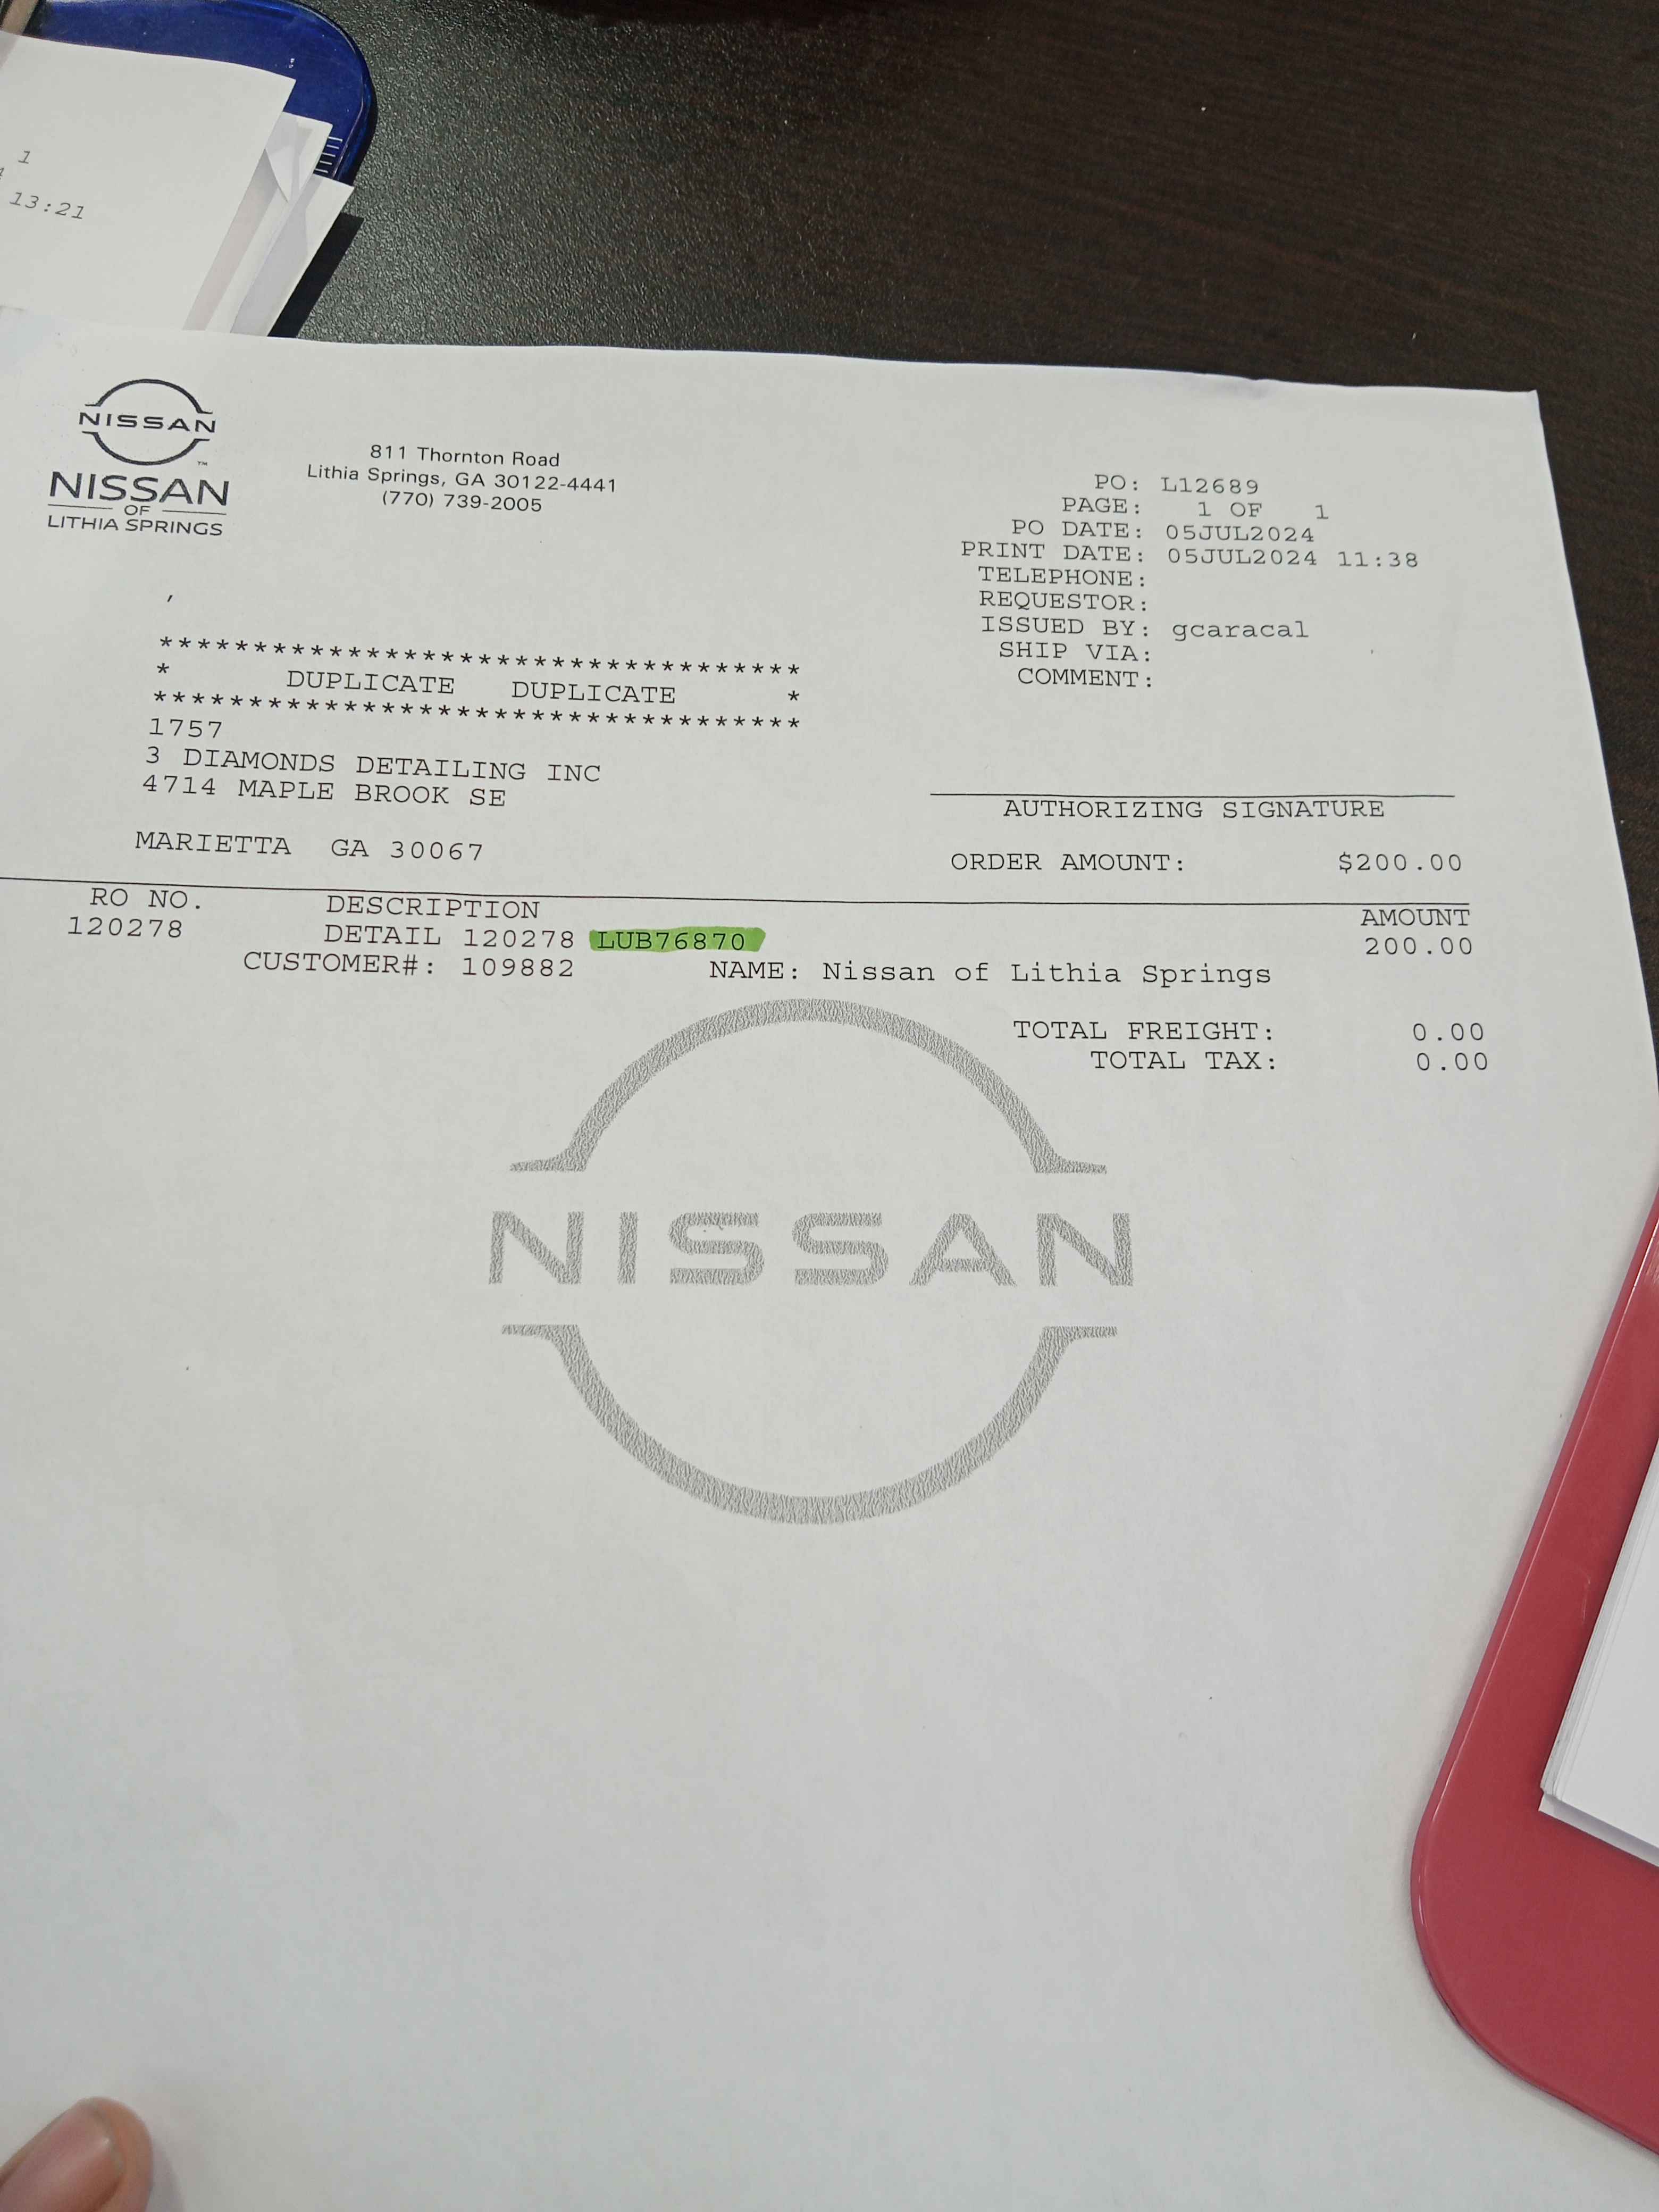 1
13:21
NISSAN
NISSAN
OF
LITHIA SPRINGS
811 Thornton Road
Lithia Springs, GA 30122-4441
(770) 739-2005
PO: L12689
PAGE: 1 OF 1
PO DATE: 05JUL2024
PRINT DATE: 05JUL2024 11:38
TELEPHONE:
REQUESTOR:
ISSUED BY: gcaracal
SHIP VIA:
COMMENT:
,
**********************************
* DUPLICATE DUPLICATE *
**********************************
1757
3 DIAMONDS DETAILING INC
4714 MAPLE BROOK SE
MARIETTA GA 30067
AUTHORIZING SIGNATURE
ORDER AMOUNT: $200.00
RO NO. DESCRIPTION AMOUNT
120278 DETAIL 120278 LUB76870 200.00
CUSTOMER#: 109882 NAME: Nissan of Lithia Springs
TOTAL FREIGHT: 0.00
TOTAL TAX: 0.00
NISSAN